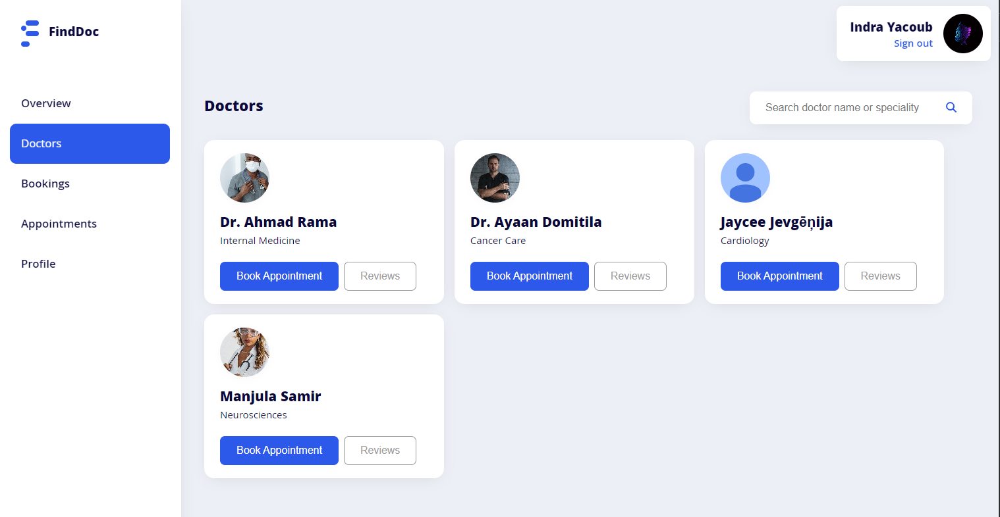 FindDoc
Indra Yacoub
Sign out
Overview
Doctors
Bookings
Appointments
Profile
Doctors
Search doctor name or speciality
Dr. Ahmad Rama
Internal Medicine
Book Appointment
Reviews
Dr. Ayaan Domitila
Cancer Care
Book Appointment
Reviews
Jaycee Jevgēņija
Cardiology
Book Appointment
Reviews
Manjula Samir
Neurosciences
Book Appointment
Reviews